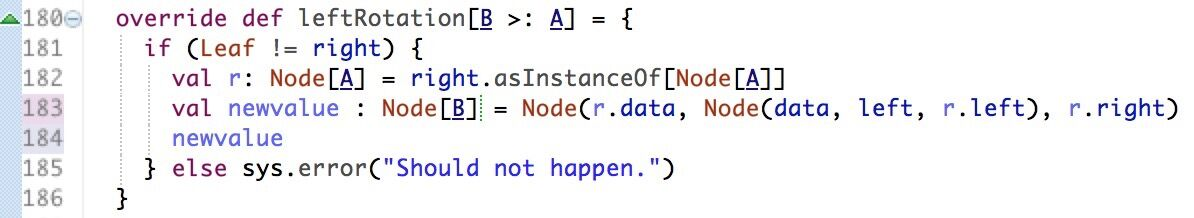 180 override def leftRotation[B >: A] = {
181 if (Leaf != right) {
182 val r: Node[A] = right.asInstanceOf[Node[A]]
183 val newvalue : Node[B] = Node(r.data, Node(data, left, r.left), r.right)
184 newvalue
185 } else sys.error("Should not happen.")
186 }